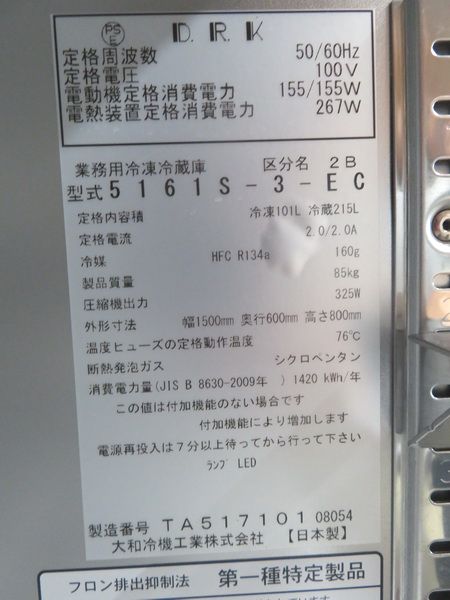 PS
E
D.R.K
定格周波数 50/60Hz
定格電圧 100V
電動機定格消費電力 155/155W
電熱装置定格消費電力 267W
業務用冷凍冷蔵庫 区分名 2B
型式 5161S-3-EC
定格内容積 冷凍101L 冷蔵215L
定格電流 2.0/2.0A
冷媒 HFC R134a 160g
製品質量 85kg
圧縮機出力 325W
外形寸法 幅1500mm 奥行600mm 高さ800mm
温度ヒューズの定格動作温度 76℃
断熱発泡ガス シクロペンタン
消費電力量(JIS B 8630-2009年 ) 1420 kWh/年
この値は付加機能のない場合です
付加機能により増加します
電源再投入は7分以上待ってから行って下さい
ﾗﾝﾌﾟ LED
製造番号 TA517101 08054
大和冷機工業株式会社 【日本製】
フロン排出抑制法 第一種特定製品